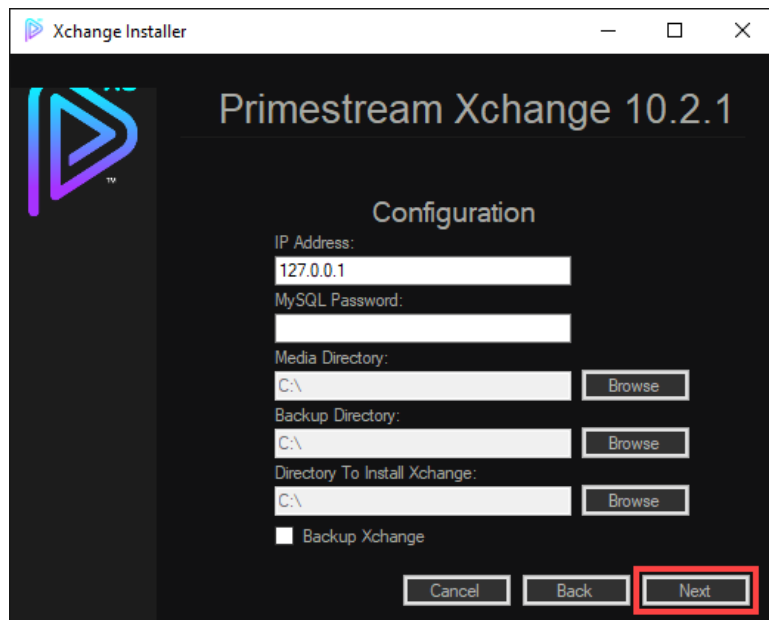 Xchange Installer
Primestream Xchange 10.2.1
TM
Configuration
IP Address:
127.0.0.1
MySQL Password:
Media Directory:
C:\ Browse
Backup Directory:
C:\ Browse
Directory To Install Xchange:
C:\ Browse
Backup Xchange
Cancel Back Next